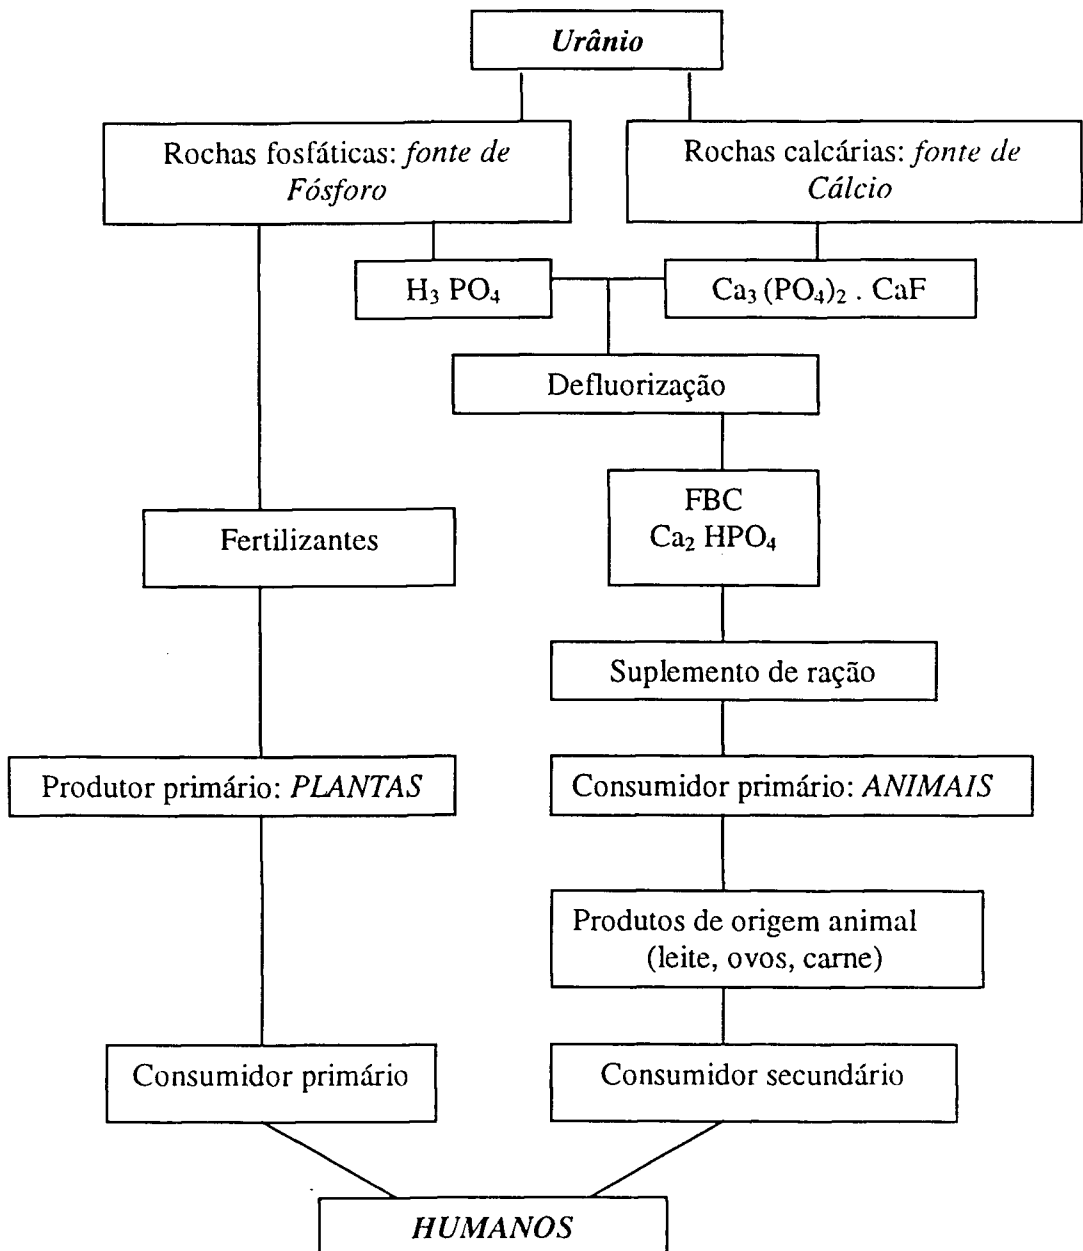 Urânio
Rochas fosfáticas: fonte de
Fósforo
Rochas calcárias: fonte de
Cálcio
H₃ PO₄
Ca₃ (PO₄)₂ . CaF
Defluorização
FBC
Ca₂ HPO₄
Fertilizantes
Suplemento de ração
Produtor primário: PLANTAS
Consumidor primário: ANIMAIS
Produtos de origem animal
(leite, ovos, carne)
Consumidor primário
Consumidor secundário
HUMANOS